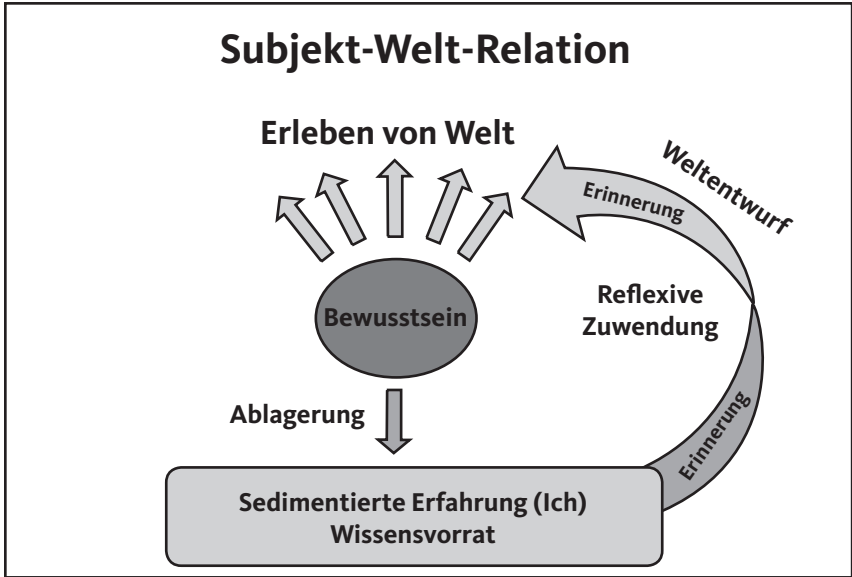 Subjekt-Welt-Relation
Erleben von Welt
Weltentwurf
Erinnerung
Reflexive
Zuwendung
Bewusstsein
Ablagerung
Erinnerung
Sedimentierte Erfahrung (Ich)
Wissensvorrat